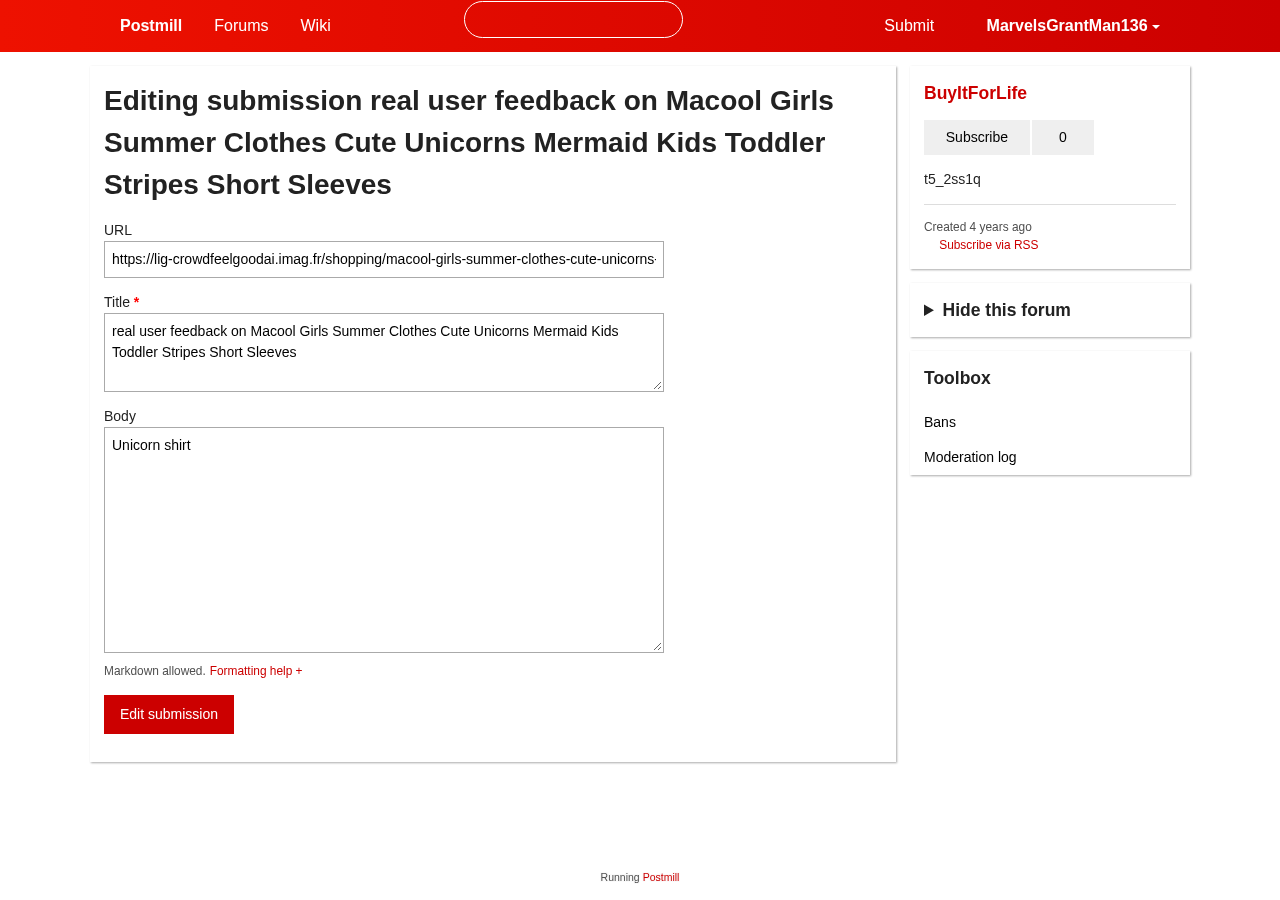 Postmill Forums Wiki Submit MarvelsGrantMan136
Editing submission real user feedback on Macool Girls
Summer Clothes Cute Unicorns Mermaid Kids Toddler
Stripes Short Sleeves
URL
https://lig-crowdfeelgoodai.imag.fr/shopping/macool-girls-summer-clothes-cute-unicorns-
Title *
real user feedback on Macool Girls Summer Clothes Cute Unicorns Mermaid Kids
Toddler Stripes Short Sleeves
Body
Unicorn shirt
Markdown allowed. Formatting help +
Edit submission
BuyItForLife
Subscribe 0
t5_2ss1q
Created 4 years ago
Subscribe via RSS
Hide this forum
Toolbox
Bans
Moderation log
Running Postmill